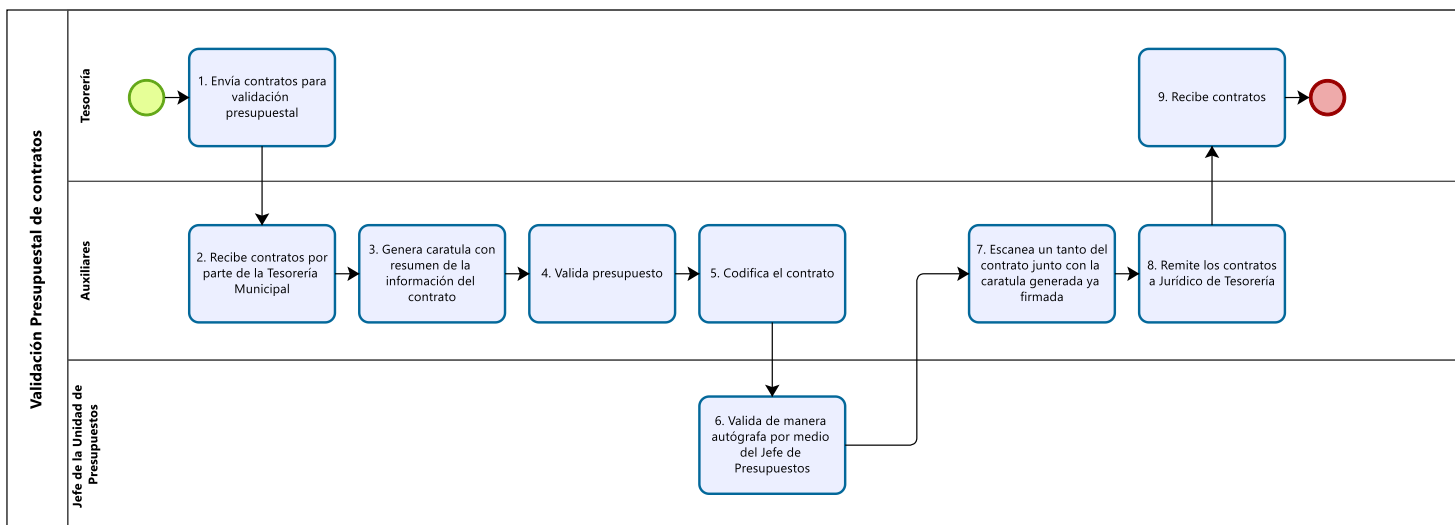 Validación Presupuestal de contratos
Tesorería
1. Envía contratos para
validación
presupuestal
9. Recibe contratos
Auxiliares
2. Recibe contratos por
parte de la Tesorería
Municipal
3. Genera caratula con
resumen de la
información del
contrato
4. Valida presupuesto
5. Codifica el contrato
7. Escanea un tanto del
contrato junto con la
caratula generada ya
firmada
8. Remite los contratos
a Jurídico de Tesorería
Jefe de la Unidad de
Presupuestos
6. Valida de manera
autógrafa por medio
del Jefe de
Presupuestos